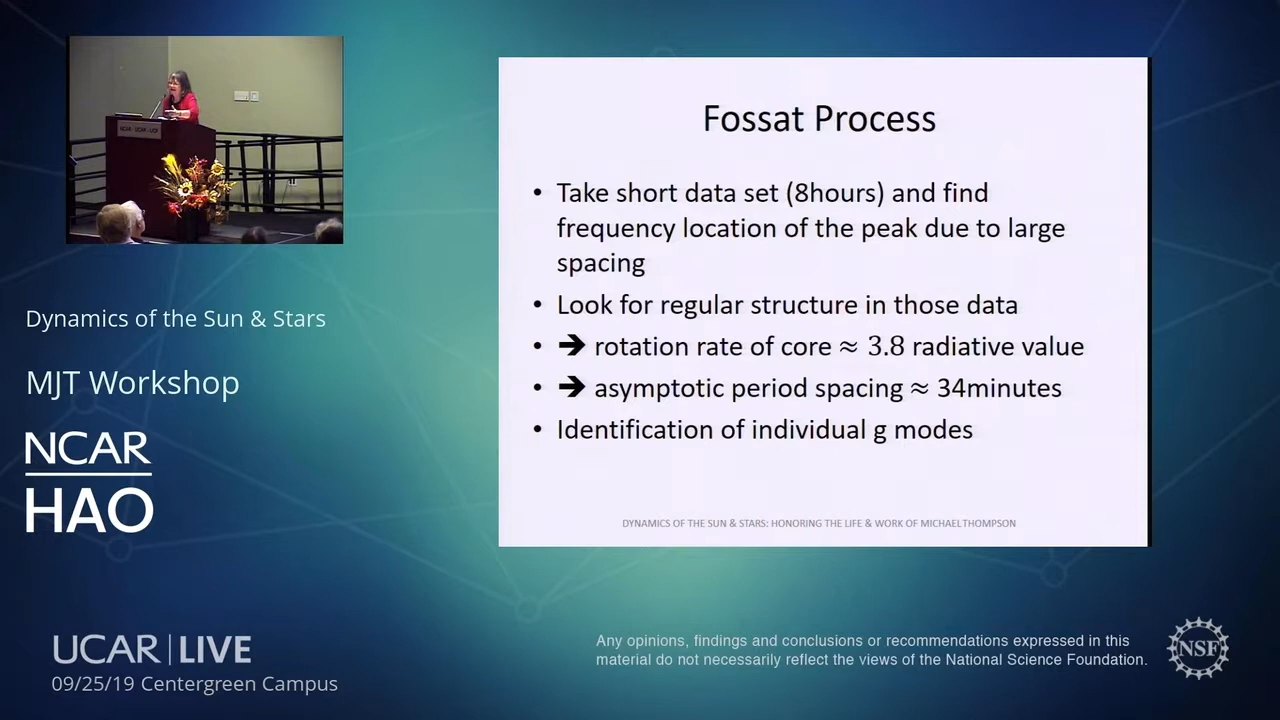 Dynamics of the Sun & Stars
MJT Workshop
NCAR
HAO
UCAR | LIVE
09/25/19 Centergreen Campus
Fossat Process
• Take short data set (8hours) and find
frequency location of the peak due to large
spacing
• Look for regular structure in those data
• ➔ rotation rate of core ≈ 3.8 radiative value
• ➔ asymptotic period spacing ≈ 34minutes
• Identification of individual g modes
DYNAMICS OF THE SUN & STARS: HONORING THE LIFE & WORK OF MICHAEL THOMPSON
Any opinions, findings and conclusions or recommendations expressed in this
material do not necessarily reflect the views of the National Science Foundation.
NSF